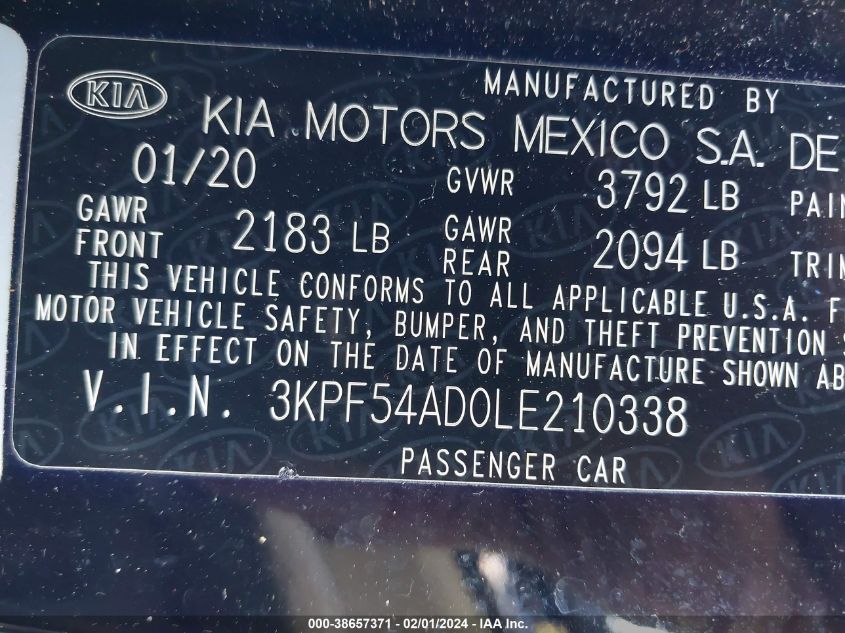 KIA
MANUFACTURED BY
KIA MOTORS MEXICO S.A. DE
01/20
GVWR 3792 LB
GAWR FRONT 2183 LB
GAWR REAR 2094 LB
THIS VEHICLE CONFORMS TO ALL APPLICABLE U.S.A. F
MOTOR VEHICLE SAFETY, BUMPER, AND THEFT PREVENTION
IN EFFECT ON THE DATE OF MANUFACTURE SHOWN AB
V.I.N. 3KPF54AD0LE210338
PASSENGER CAR
000-38657371 - 02/01/2024 - IAA Inc.